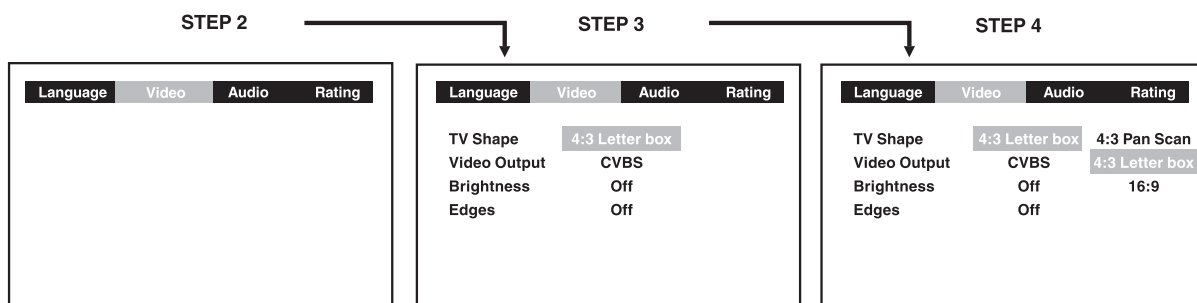 STEP 2 STEP 3 STEP 4
Language Video Audio Rating
Language Video Audio Rating
TV Shape 4:3 Letter box
Video Output CVBS
Brightness Off
Edges Off
Language Video Audio Rating
TV Shape 4:3 Letter box 4:3 Pan Scan
Video Output CVBS 4:3 Letter box
Brightness Off 16:9
Edges Off